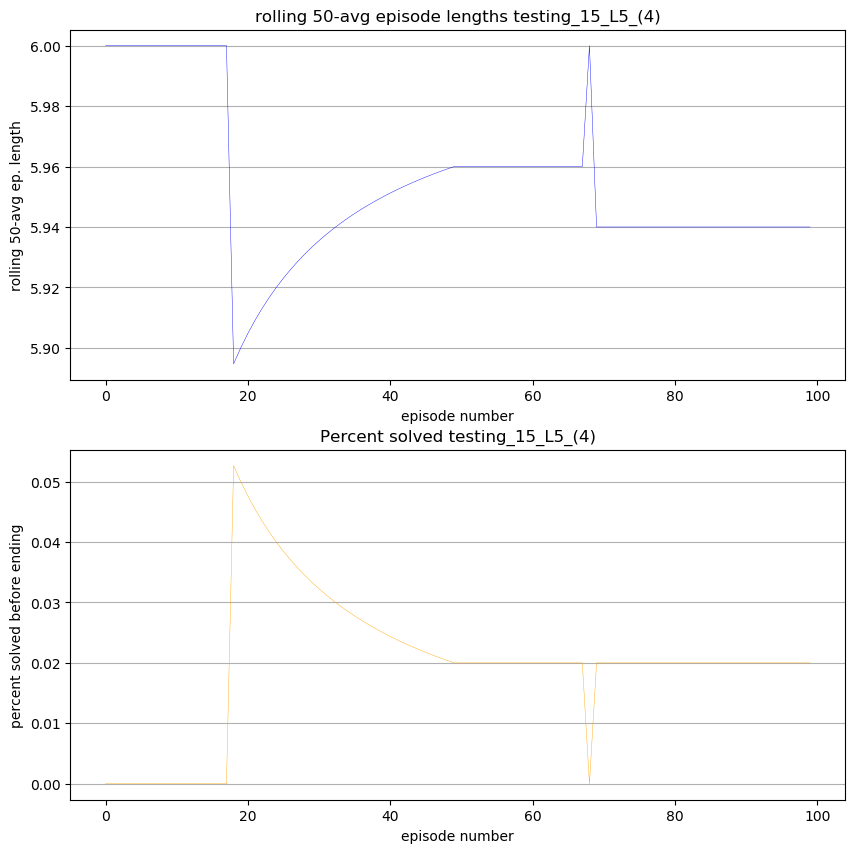 rolling 50-avg episode lengths testing_15_L5_(4)
rolling 50-avg ep. length
6.00
5.98
5.96
5.94
5.92
5.90
0 20 40 60 80 100
episode number
Percent solved testing_15_L5_(4)
percent solved before ending
0.05
0.04
0.03
0.02
0.01
0.00
0 20 40 60 80 100
episode number